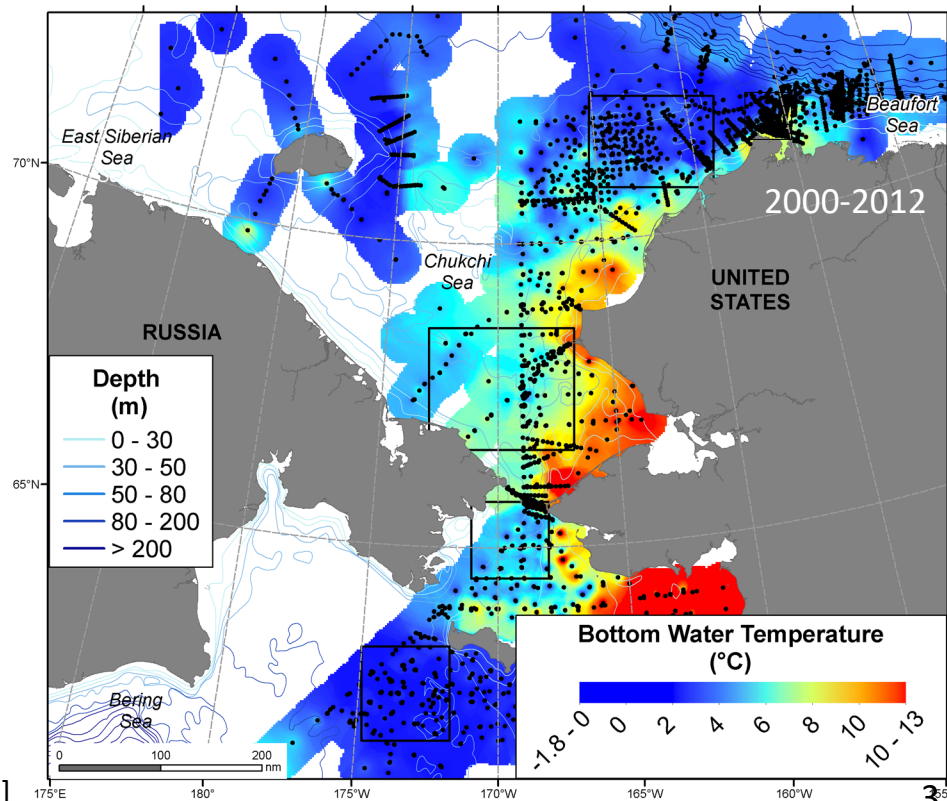 East Siberian
Sea
Beaufort
Sea
70°N
2000-2012
Chukchi
Sea
UNITED
STATES
RUSSIA
Depth
(m)
0 - 30
30 - 50
50 - 80
80 - 200
> 200
65°N
Bottom Water Temperature
(°C)
-1.8 - 0
0
2
4
6
8
10
10 - 13
Bering
Sea
0 100 200
nm
175°E 180° 175°W 170°W 165°W 160°W